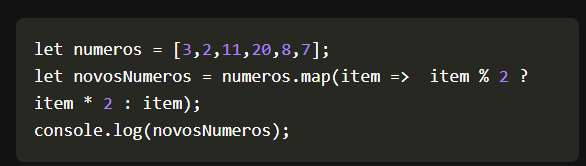 let numeros = [3,2,11,20,8,7];
let novosNumeros = numeros.map(item =>  item % 2 ?
item * 2 : item);
console.log(novosNumeros);